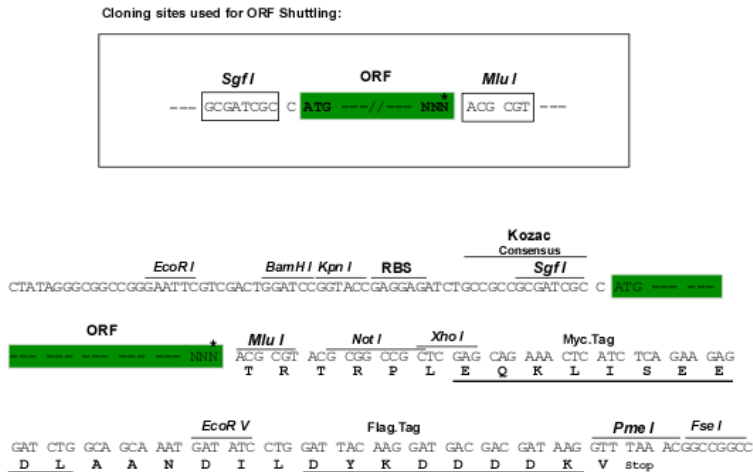 Cloning sites used for ORF Shuttling:
Sgf I ORF Mlu I
--- GCGATCGC C ATG ---//--- NNN* ACG CGT ---
Kozac
Consensus
EcoR I BamH I Kpn I RBS Sgf I
CTATAGGGCGGCCGGGAATTCGTCGACTGGATCCGGTACCGAGGAGATCTGCCGCCGCGATCGC C ATG --- ---
ORF Mlu I Not I Xho I Myc.Tag
--- --- --- --- --- NNN* ACG CGT ACG CGG CCG CTC GAG CAG AAA CTC ATC TCA GAA GAG
T R T R P L E Q K L I S E E
EcoR V Flag.Tag Pme I Fse I
GAT CTG GCA GCA AAT GAT ATC CTG GAT TAC AAG GAT GAC GAC GAT AAG GTT TAA ACGGCCGGCC
D L A A N D I L D Y K D D D D K V Stop